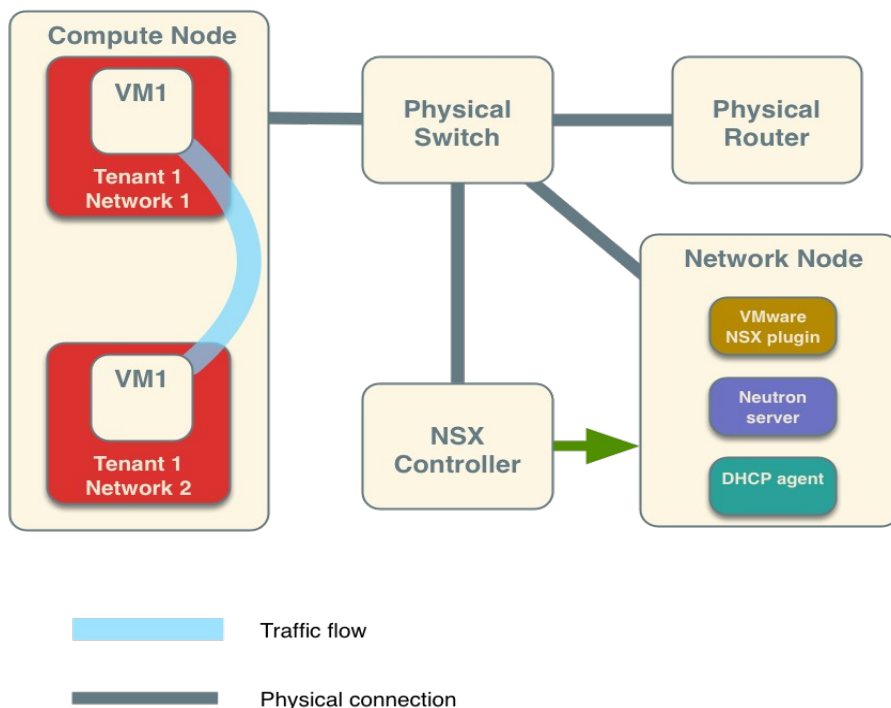 Compute Node
VM1
Tenant 1
Network 1
VM1
Tenant 1
Network 2
Physical
Switch
Physical
Router
NSX
Controller
Network Node
VMware
NSX plugin
Neutron
server
DHCP agent
Traffic flow
Physical connection